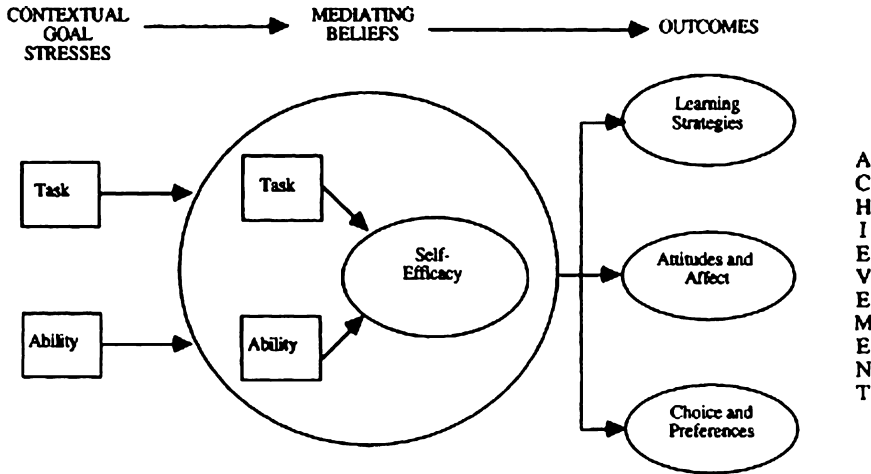 CONTEXTUAL
GOAL
STRESSES
MEDIATING
BELIEFS
OUTCOMES
Task
Ability
Task
Ability
Self-
Efficacy
Learning
Strategies
Attitudes and
Affect
Choice and
Preferences
A
C
H
I
E
V
E
M
E
N
T